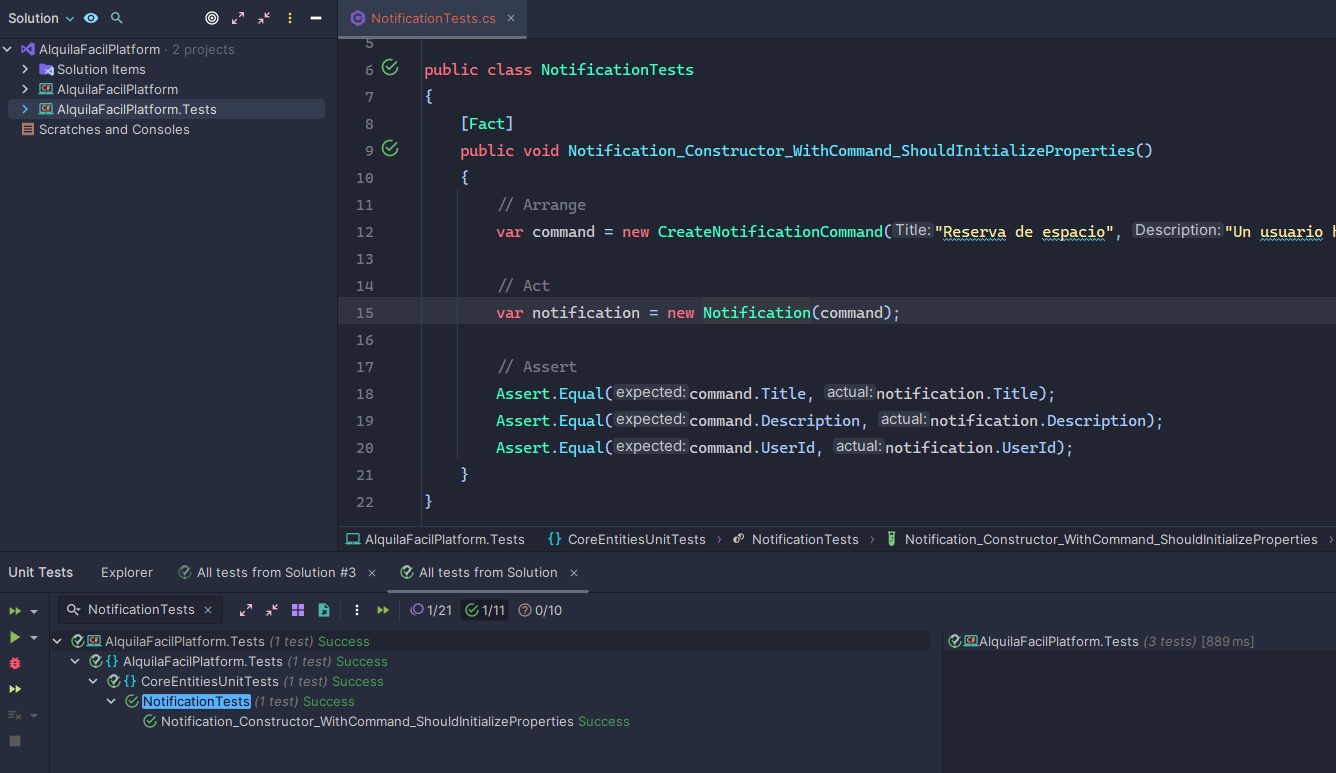 Solution
NotificationTests.cs
AlquilaFacilPlatform · 2 projects
Solution Items
AlquilaFacilPlatform
AlquilaFacilPlatform.Tests
Scratches and Consoles
5
6 public class NotificationTests
7 {
8 [Fact]
9 public void Notification_Constructor_WithCommand_ShouldInitializeProperties()
10 {
11 // Arrange
12 var command = new CreateNotificationCommand( Title: "Reserva de espacio", Description: "Un usuario h
13
14 // Act
15 var notification = new Notification(command);
16
17 // Assert
18 Assert.Equal( expected: command.Title, actual: notification.Title);
19 Assert.Equal( expected: command.Description, actual: notification.Description);
20 Assert.Equal( expected: command.UserId, actual: notification.UserId);
21 }
22 }
AlquilaFacilPlatform.Tests {} CoreEntitiesUnitTests › NotificationTests › Notification_Constructor_WithCommand_ShouldInitializeProperties ›
Unit Tests Explorer All tests from Solution #3 × All tests from Solution ×
NotificationTests × 1/21 1/11 0/10
AlquilaFacilPlatform.Tests (1 test) Success
AlquilaFacilPlatform.Tests (3 tests) [889 ms]
{} AlquilaFacilPlatform.Tests (1 test) Success
{} CoreEntitiesUnitTests (1 test) Success
NotificationTests (1 test) Success
Notification_Constructor_WithCommand_ShouldInitializeProperties Success